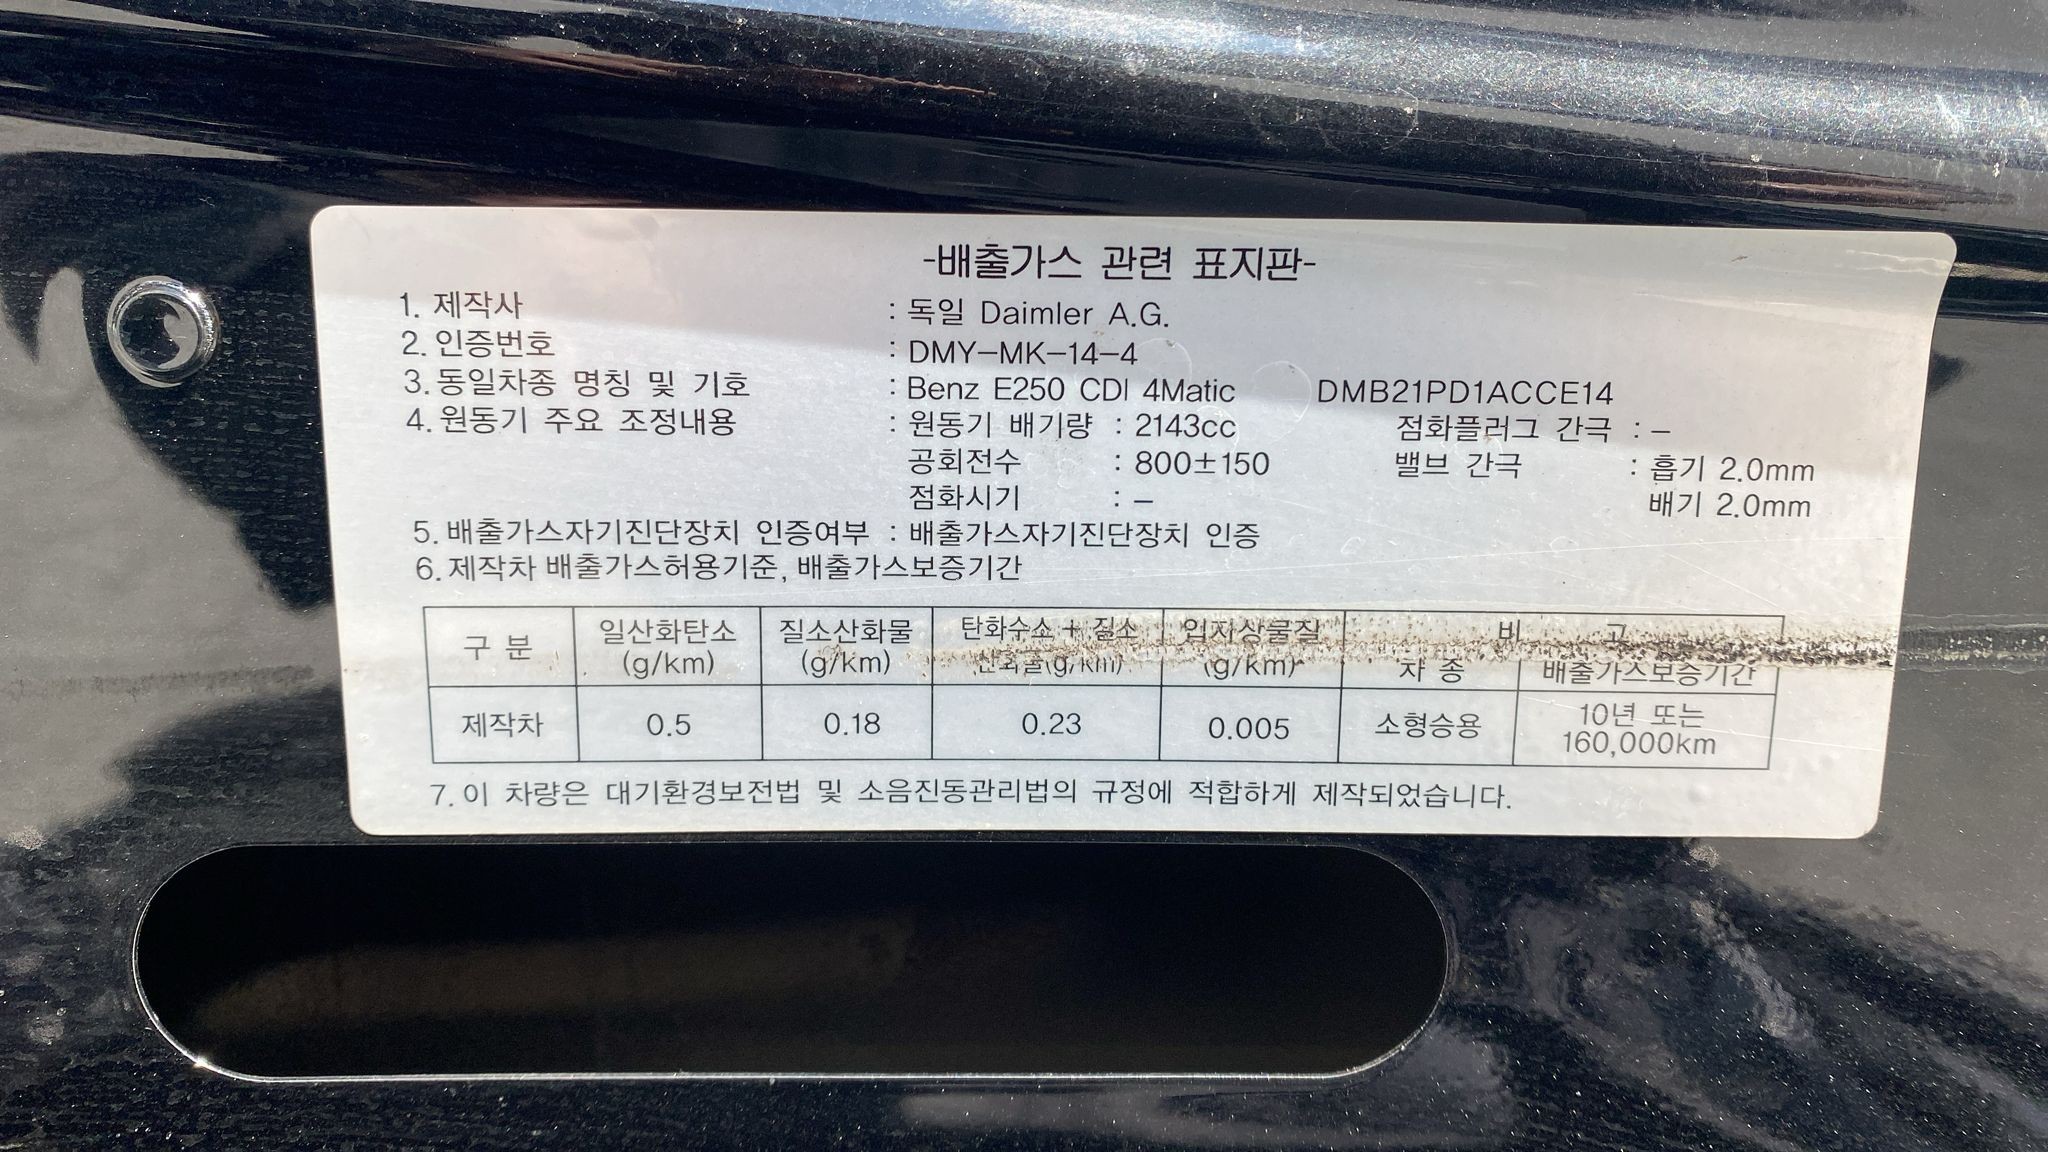 -배출가스 관련 표지판-
1. 제작사 : 독일 Daimler A.G.
2. 인증번호 : DMY-MK-14-4
3. 동일차종 명칭 및 기호 : Benz E250 CDI 4Matic DMB21PD1ACCE14
4. 원동기 주요 조정내용 : 원동기 배기량 : 2143cc 점화플러그 간극 : -
공회전수 : 800±150 밸브 간극 : 흡기 2.0mm
점화시기 : - 배기 2.0mm
5. 배출가스자기진단장치 인증여부 : 배출가스자기진단장치 인증
6. 제작차 배출가스허용기준, 배출가스보증기간
구 분 일산화탄소 질소산화물 탄화수소 + 질소 입자상물질 비 고
(g/km) (g/km) 산화물(g/km) (g/km) 차 종 배출가스보증기간
제작차 0.5 0.18 0.23 0.005 소형승용 10년 또는
160,000km
7. 이 차량은 대기환경보전법 및 소음진동관리법의 규정에 적합하게 제작되었습니다.